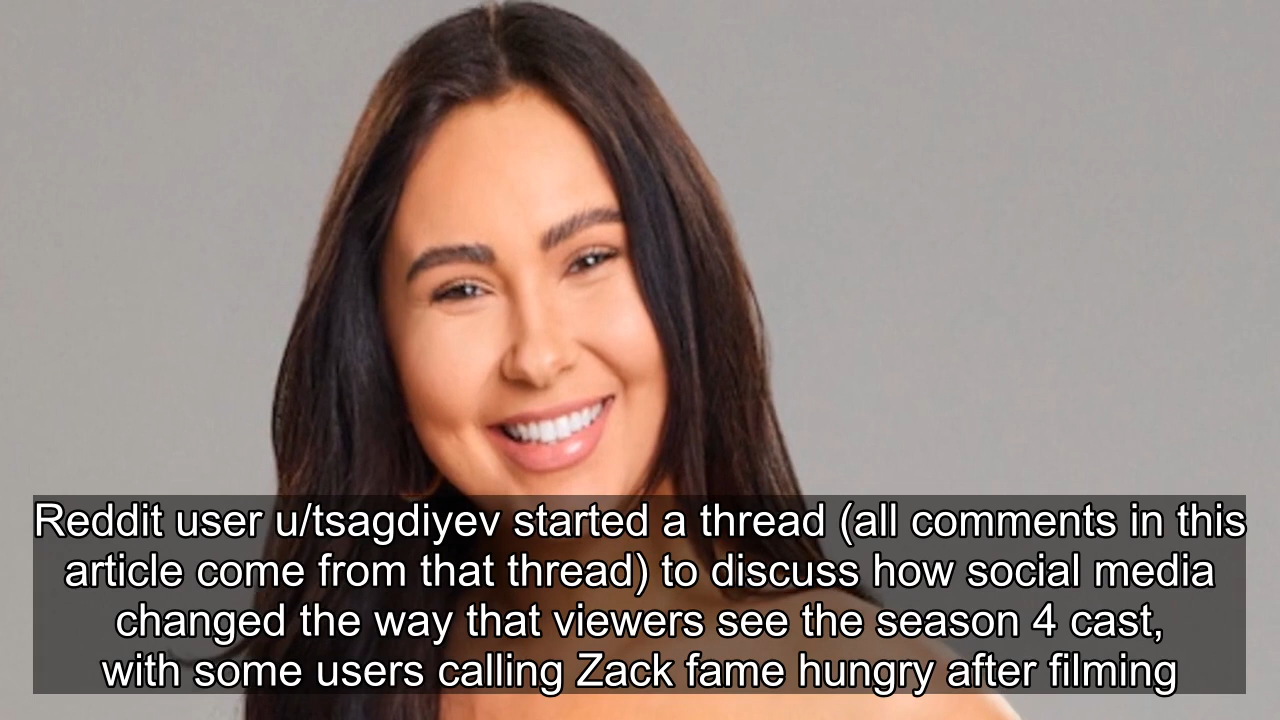 Reddit user u/tsagdiyev started a thread (all comments in this
article come from that thread) to discuss how social media
changed the way that viewers see the season 4 cast,
with some users calling Zack fame hungry after filming